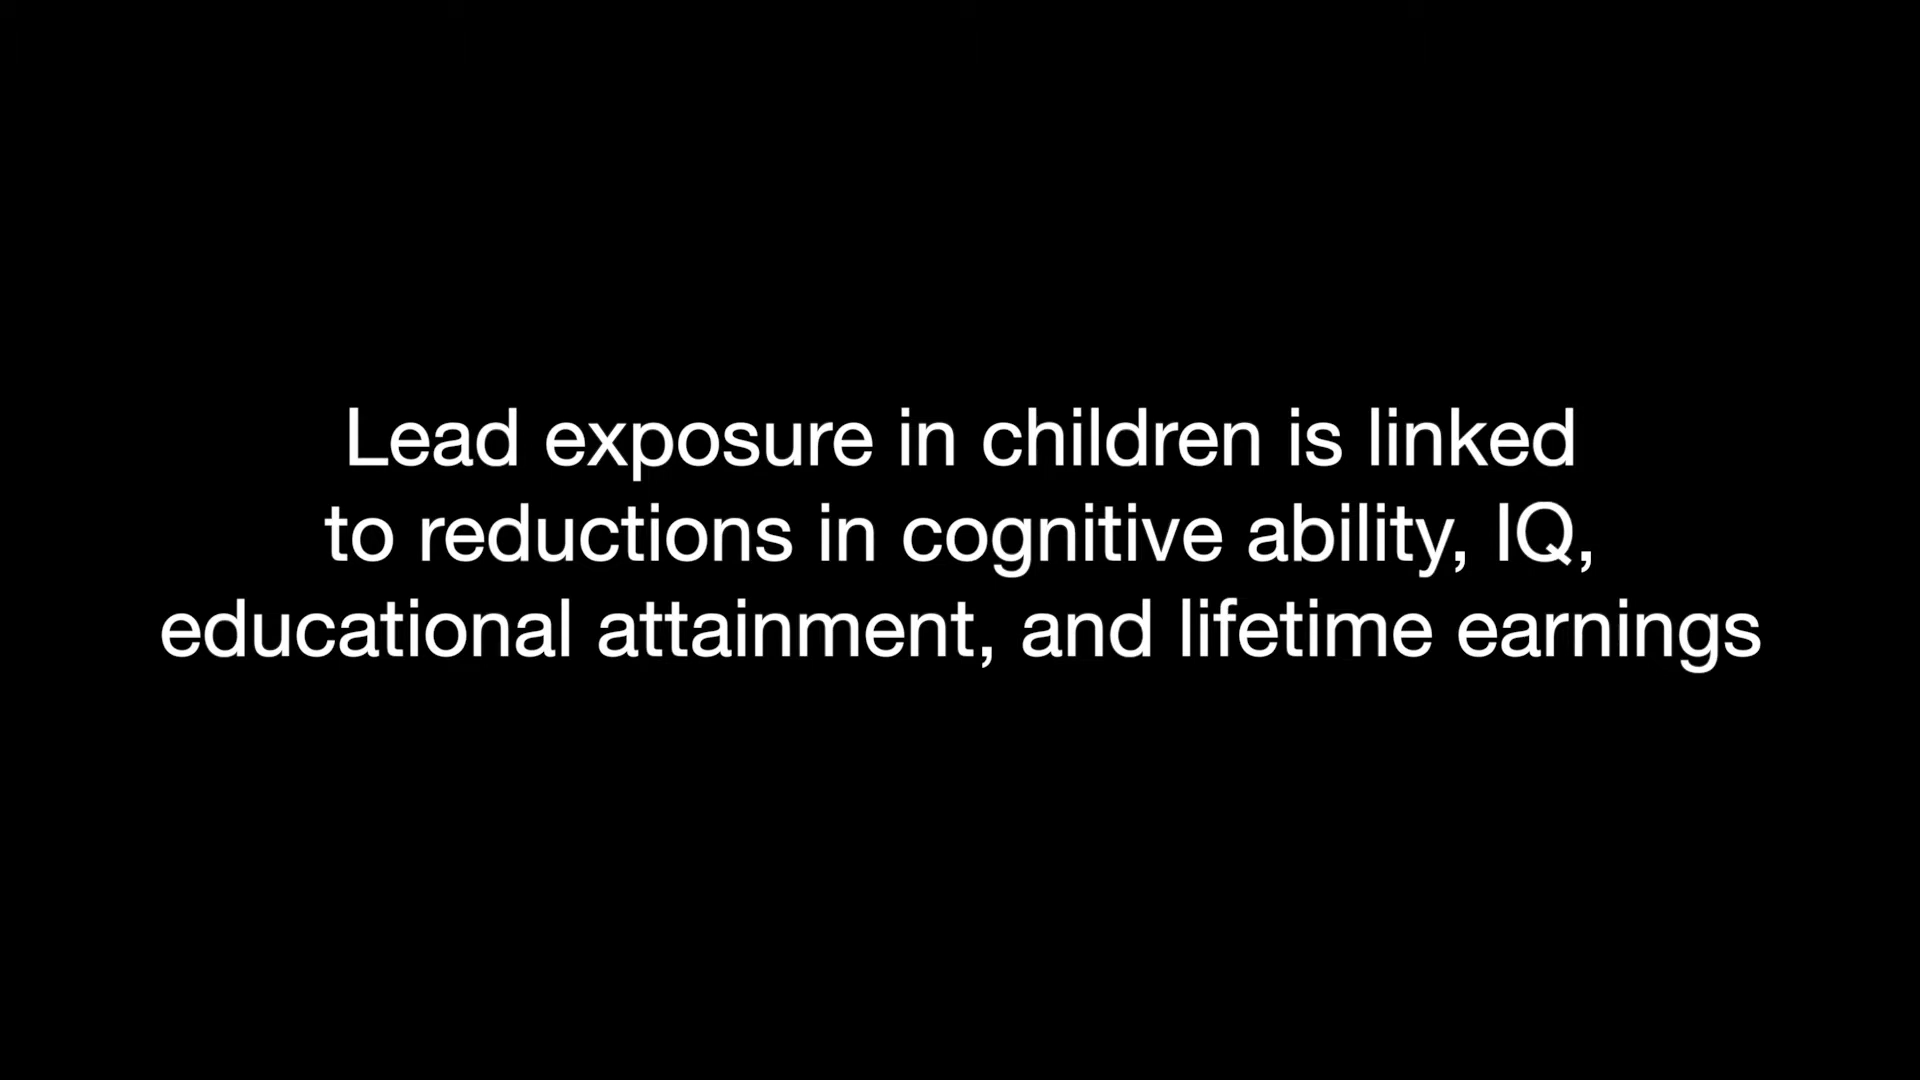 Lead exposure in children is linked
to reductions in cognitive ability, IQ,
educational attainment, and lifetime earnings